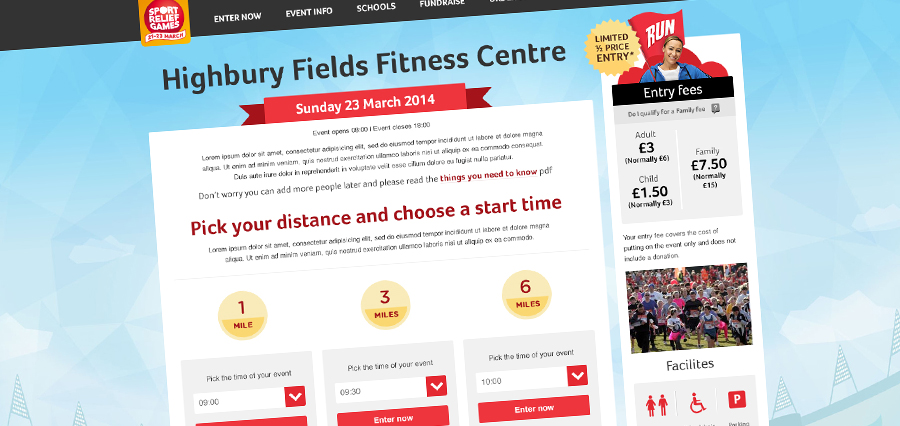 SPORT
RELIEF
GAMES
21-23 MARCH
ENTER NOW
EVENT INFO
SCHOOLS
FUNDRAISE
Highbury Fields Fitness Centre
Sunday 23 March 2014
Event opens 09:00 | Event closes 18:00
Lorem ipsum dolor sit amet, consectetur adipisicing elit, sed do eiusmod tempor incididunt ut labore et dolore magna
aliqua. Ut enim ad minim veniam, quis nostrud exercitation ullamco laboris nisi ut aliquip ex ea commodo consequat.
Duis aute irure dolor in reprehenderit in voluptate velit esse cillum dolore eu fugiat nulla pariatur.
Don't worry you can add more people later and please read the things you need to know pdf
Pick your distance and choose a start time
Lorem ipsum dolor sit amet, consectetur adipisicing elit, sed do eiusmod tempor incididunt ut labore et dolore magna
aliqua. Ut enim ad minim veniam, quis nostrud exercitation ullamco laboris nisi ut aliquip ex ea commodo.
1
MILE
3
MILES
6
MILES
Pick the time of your event
09:00
Pick the time of your event
09:30
Enter now
Pick the time of your event
10:00
Enter now
LIMITED
½ PRICE
ENTRY*
RUN
Entry fees
Do I qualify for a Family fee
Adult
£3
(Normally £6)
Child
£1.50
(Normally £3)
Family
£7.50
(Normally
£15)
Your entry fee covers the cost of
putting on the event only and does not
include a donation.
Facilites
P
Parking